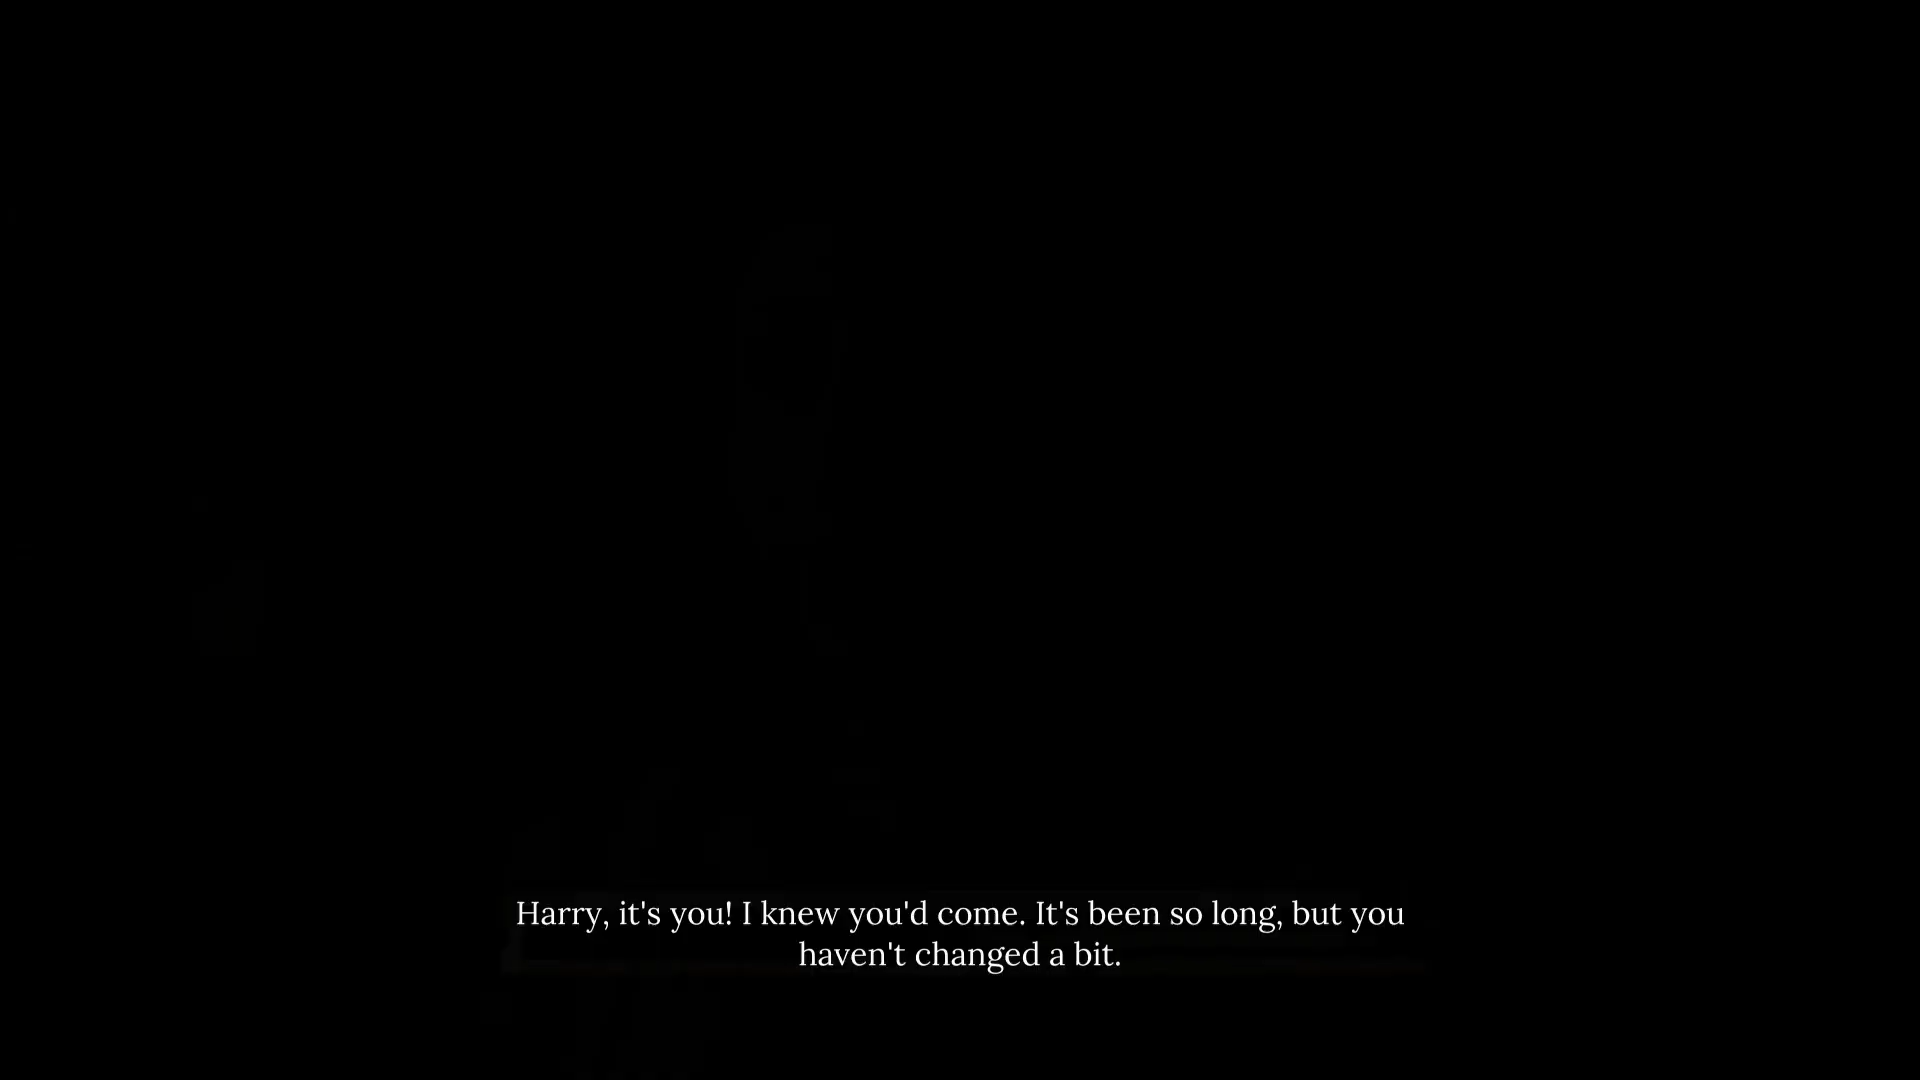 Harry, it's you! I knew you'd come. It's been so long, but you
haven't changed a bit.